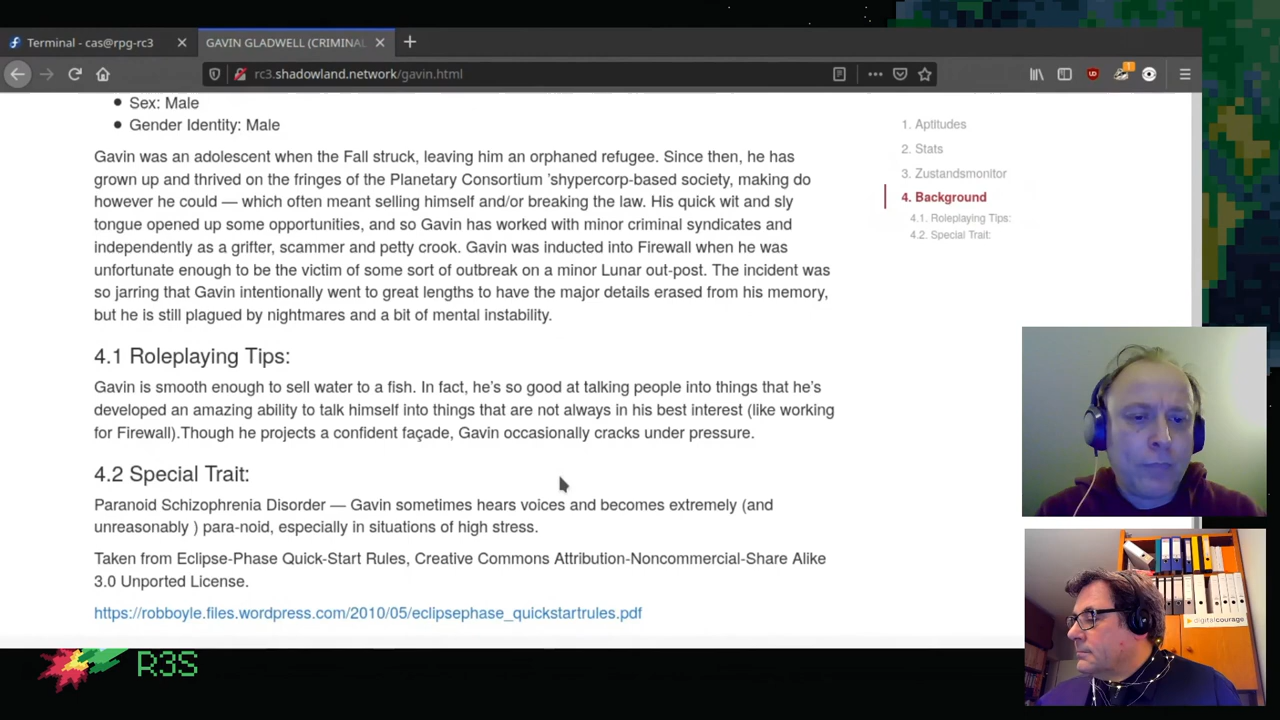 Terminal - cas@rpg-rc3
GAVIN GLADWELL (CRIMINAL
rc3.shadowland.network/gavin.html
Sex: Male
Gender Identity: Male
Gavin was an adolescent when the Fall struck, leaving him an orphaned refugee. Since then, he has
grown up and thrived on the fringes of the Planetary Consortium 'shypercorp-based society, making do
however he could — which often meant selling himself and/or breaking the law. His quick wit and sly
tongue opened up some opportunities, and so Gavin has worked with minor criminal syndicates and
independently as a grifter, cammer and petty crook. Gavin was inducted into Firewall when he was
unfortunate enough to be the victim of some sort of outbreak on a minor Lunar out-post. The incident was
so jarring that Gavin intentionally went to great lengths to have the major details erased from his memory,
but he is still plagued by nightmares and a bit of mental instability.
4.1 Roleplaying Tips:
Gavin is smooth enough to sell water to a fish. In fact, he's so good at talking people into things that he's
developed an amazing ability to talk himself into things that are not always in his best interest (like working
for Firewall).Though he projects a confident façade, Gavin occasionally cracks under pressure.
4.2 Special Trait:
Paranoid Schizophrenia Disorder — Gavin sometimes hears voices and becomes extremely (and
unreasonably ) para-noid, especially in situations of high stress.
Taken from Eclipse-Phase Quick-Start Rules, Creative Commons Attribution-Noncommercial-Share Alike
3.0 Unported License.
https://robboyle.files.wordpress.com/2010/05/eclipsephase_quickstartrules.pdf
1. Aptitudes
2. Stats
3. Zustandsmonitor
4. Background
4.1. Roleplaying Tips:
4.2. Special Trait:
digitalcourage
R3S